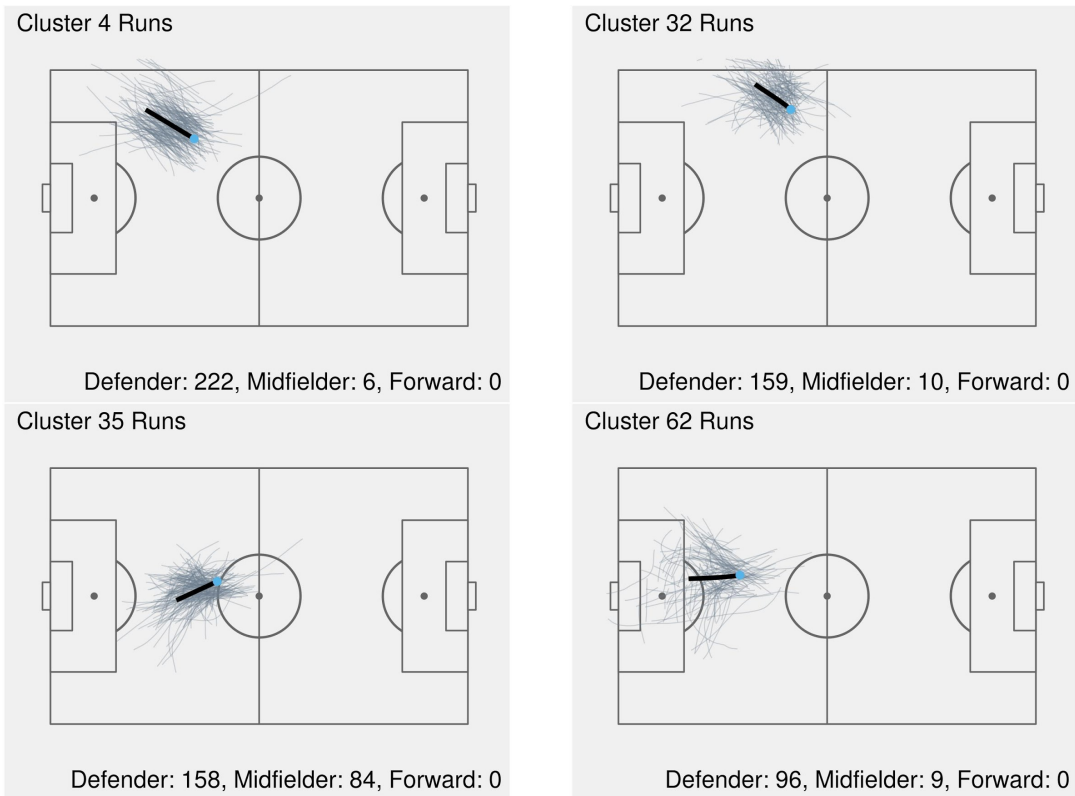 Cluster 4 Runs
Cluster 32 Runs
Defender: 222, Midfielder: 6, Forward: 0
Defender: 159, Midfielder: 10, Forward: 0
Cluster 35 Runs
Cluster 62 Runs
Defender: 158, Midfielder: 84, Forward: 0
Defender: 96, Midfielder: 9, Forward: 0